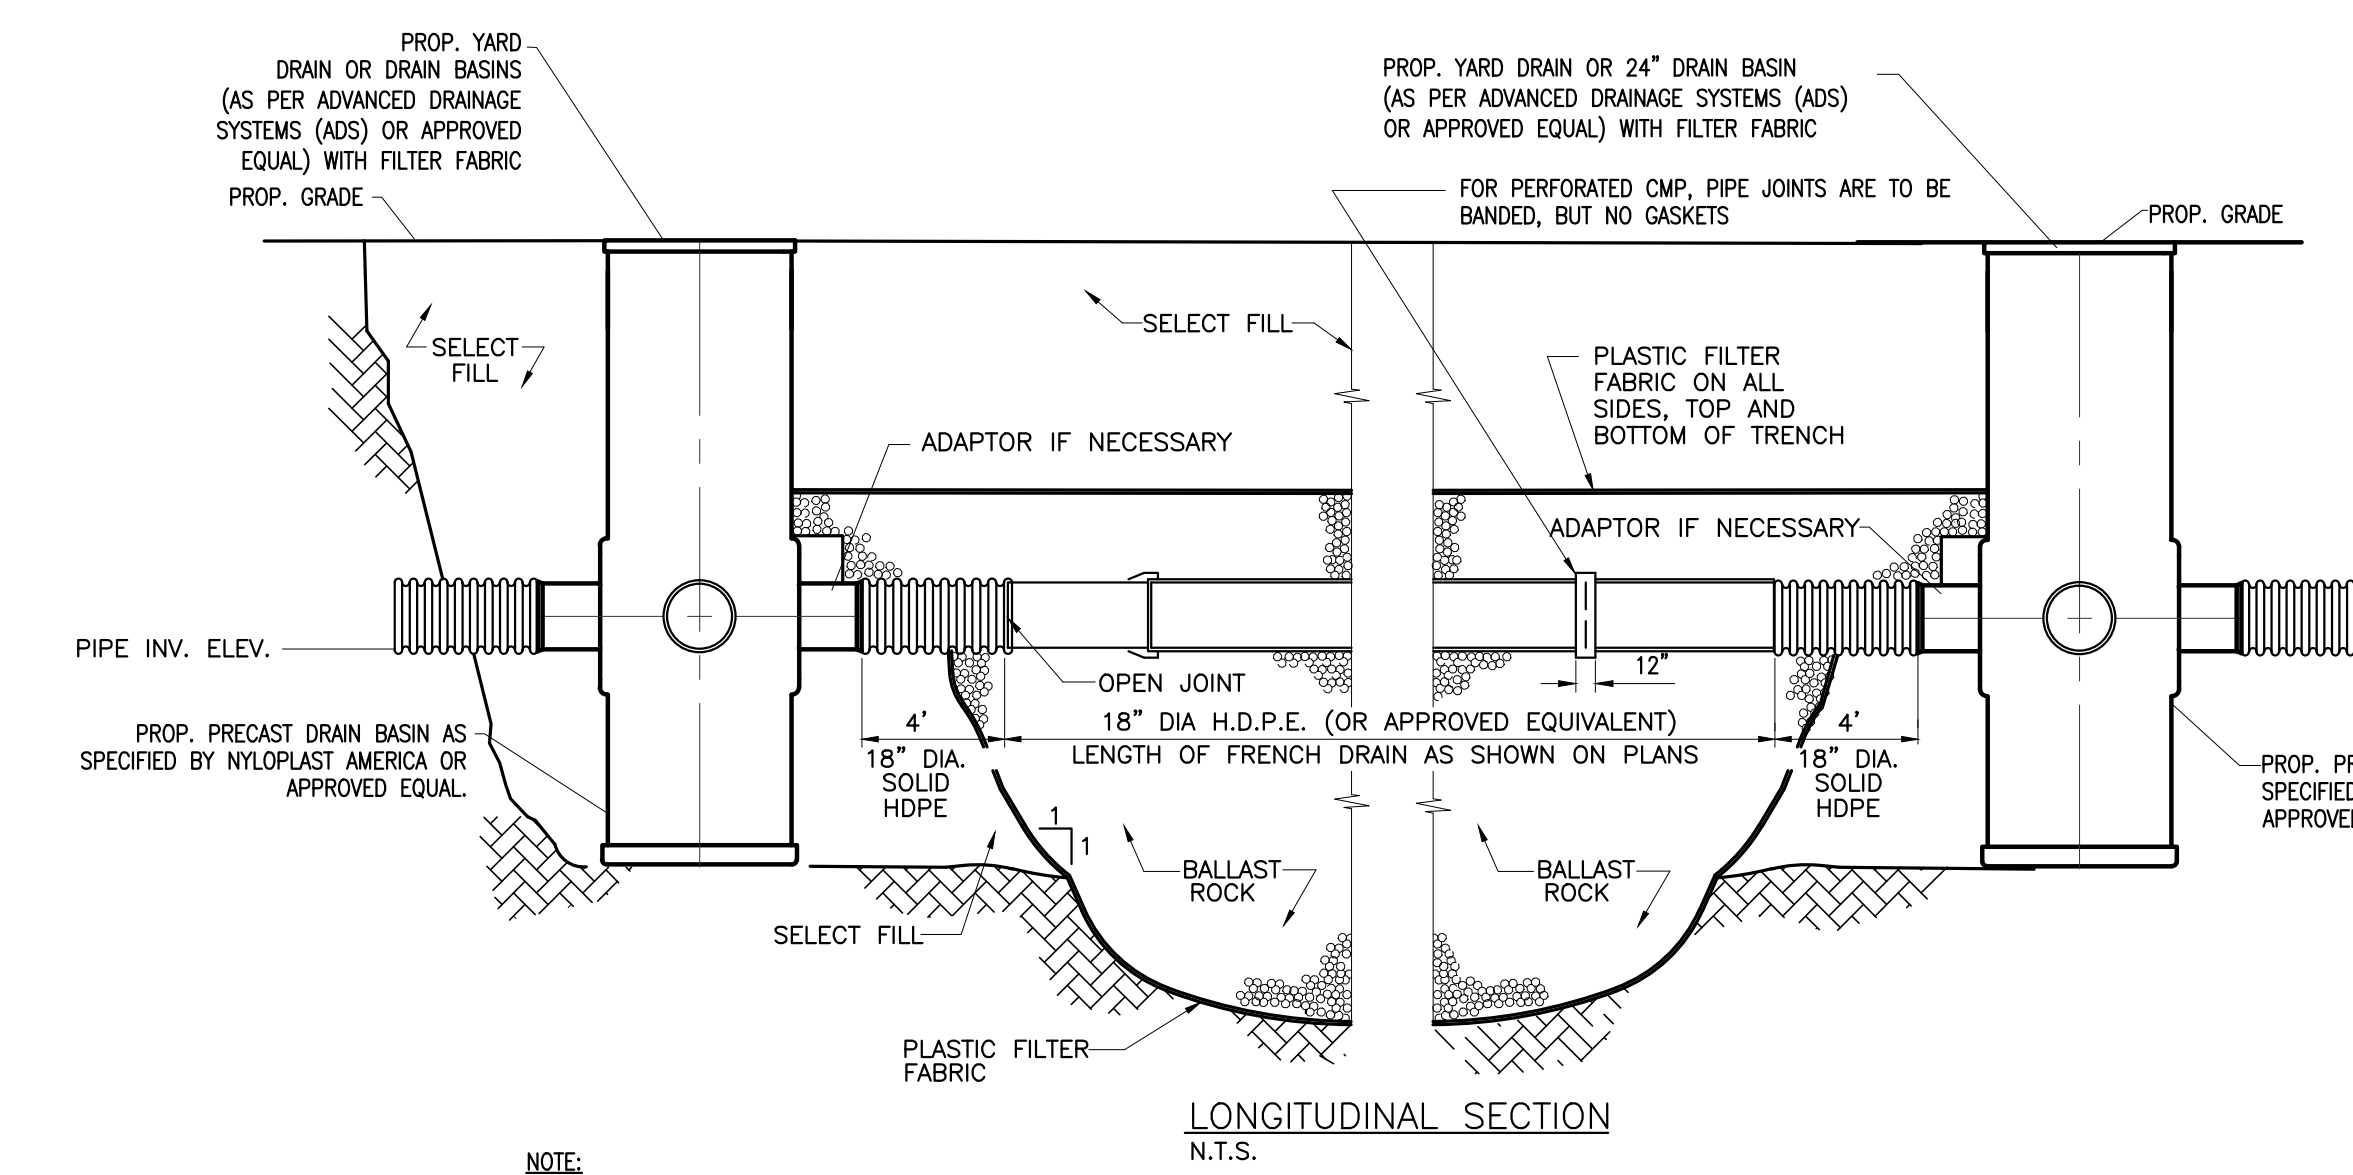 PROP. YARD
DRAIN OR DRAIN BASINS
(AS PER ADVANCED DRAINAGE
SYSTEMS (ADS) OR APPROVED
EQUAL) WITH FILTER FABRIC
PROP. GRADE
PROP. YARD DRAIN OR 24" DRAIN BASIN
(AS PER ADVANCED DRAINAGE SYSTEMS (ADS)
OR APPROVED EQUAL) WITH FILTER FABRIC
FOR PERFORATED CMP, PIPE JOINTS ARE TO BE
BANDED, BUT NO GASKETS
PROP. GRADE
SELECT
FILL
SELECT FILL
PLASTIC FILTER
FABRIC ON ALL
SIDES, TOP AND
BOTTOM OF TRENCH
ADAPTOR IF NECESSARY
ADAPTOR IF NECESSARY
PIPE INV. ELEV.
OPEN JOINT
12"
PROP. PRECAST DRAIN BASIN AS
SPECIFIED BY NYLOPLAST AMERICA OR
APPROVED EQUAL.
4'
18" DIA.
SOLID
HDPE
18" DIA H.D.P.E. (OR APPROVED EQUIVALENT)
LENGTH OF FRENCH DRAIN AS SHOWN ON PLANS
4'
18" DIA.
SOLID
HDPE
PROP. PR
SPECIFIED
APPROVE
1
1
BALLAST
ROCK
BALLAST
ROCK
SELECT FILL
PLASTIC FILTER
FABRIC
LONGITUDINAL SECTION
N.T.S.
NOTE: